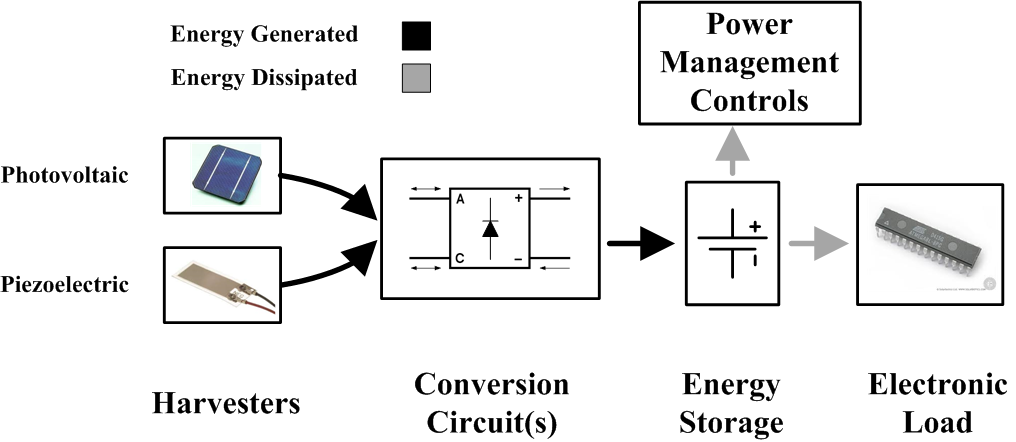 Energy Generated
Energy Dissipated
Power
Management
Controls
Photovoltaic
Piezoelectric
A
+
C
−
+
Harvesters
Conversion
Circuit(s)
Energy
Storage
Electronic
Load